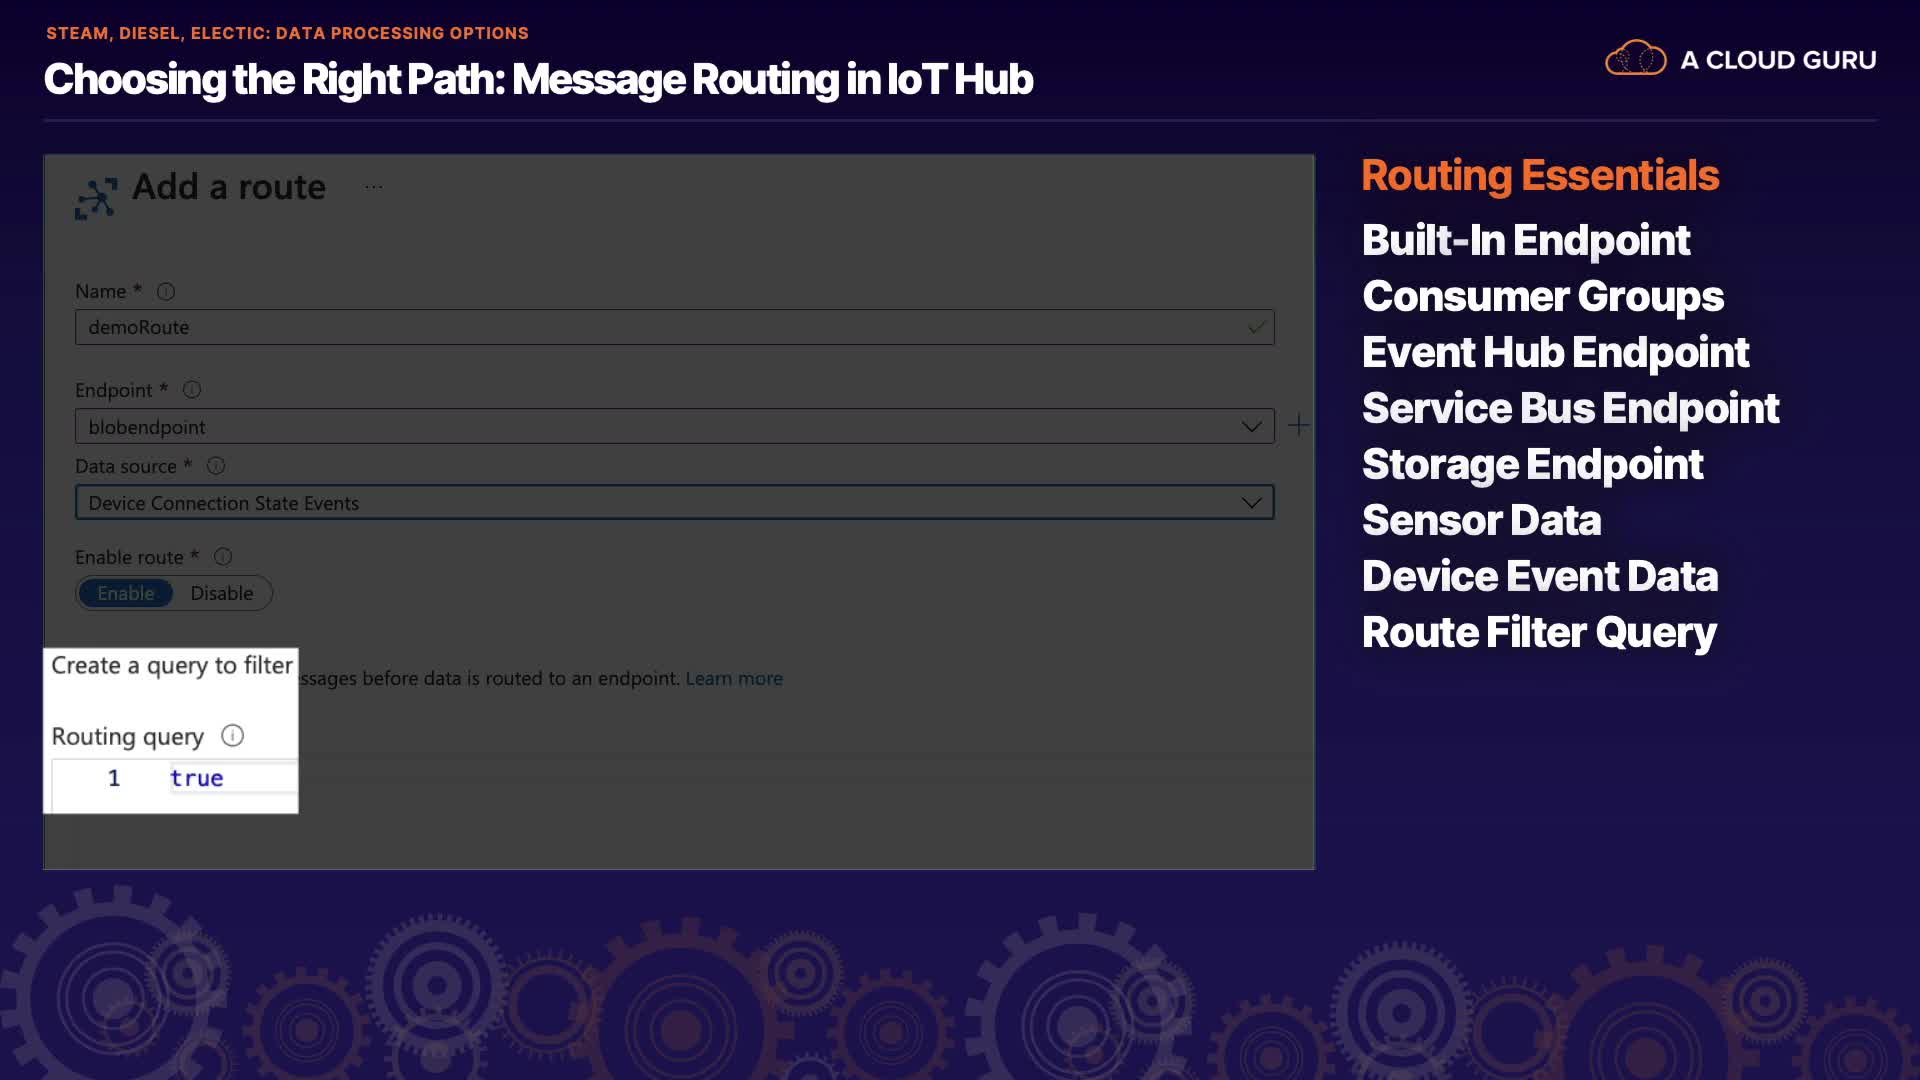 STEAM, DIESEL, ELECTIC: DATA PROCESSING OPTIONS
Choosing the Right Path: Message Routing in IoT Hub
A CLOUD GURU
Add a route ...
Name *
demoRoute
Endpoint *
blobendpoint
Data source *
Device Connection State Events
Enable route *
Enable Disable
Create a query to filter
ssages before data is routed to an endpoint. Learn more
Routing query
1 true
Routing Essentials
Built-In Endpoint
Consumer Groups
Event Hub Endpoint
Service Bus Endpoint
Storage Endpoint
Sensor Data
Device Event Data
Route Filter Query